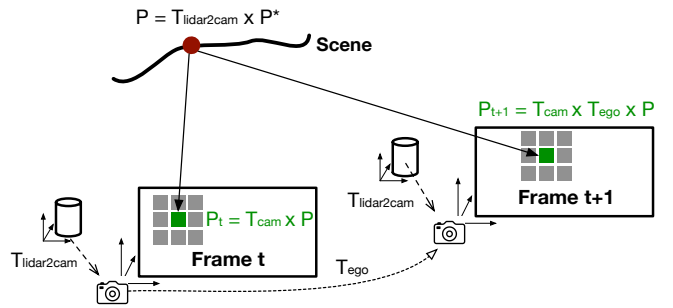 P = Tlidar2cam x P*
Scene
Pt+1 = Tcam x Tego x P
Tlidar2cam
Frame t+1
Pt = Tcam x P
Tlidar2cam
Frame t
Tego